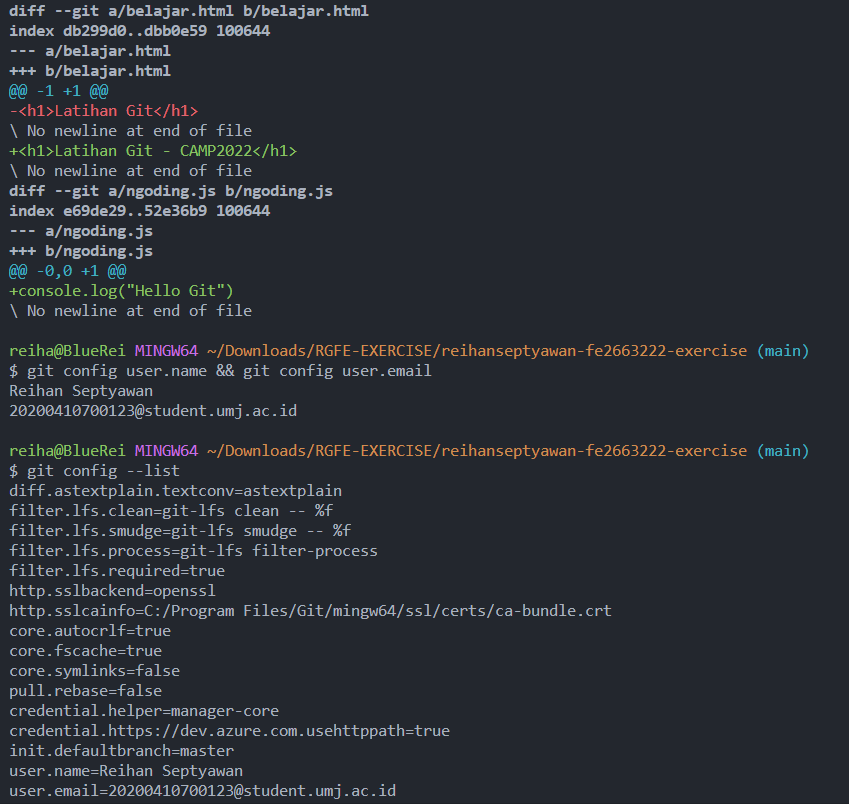 diff --git a/belajar.html b/belajar.html
index db299d0..dbb0e59 100644
--- a/belajar.html
+++ b/belajar.html
@@ -1 +1 @@
-<h1>Latihan Git</h1>
\ No newline at end of file
+<h1>Latihan Git - CAMP2022</h1>
\ No newline at end of file
diff --git a/ngoding.js b/ngoding.js
index e69de29..52e36b9 100644
--- a/ngoding.js
+++ b/ngoding.js
@@ -0,0 +1 @@
+console.log("Hello Git")
\ No newline at end of file
reiha@BlueRei MINGW64 ~/Downloads/RGFE-EXERCISE/reihanseptyawan-fe2663222-exercise (main)
$ git config user.name && git config user.email
Reihan Septyawan
20200410700123@student.umj.ac.id
reiha@BlueRei MINGW64 ~/Downloads/RGFE-EXERCISE/reihanseptyawan-fe2663222-exercise (main)
$ git config --list
diff.astextplain.textconv=astextplain
filter.lfs.clean=git-lfs clean -- %f
filter.lfs.smudge=git-lfs smudge -- %f
filter.lfs.process=git-lfs filter-process
filter.lfs.required=true
http.sslbackend=openssl
http.sslcainfo=C:/Program Files/Git/mingw64/ssl/certs/ca-bundle.crt
core.autocrlf=true
core.fscache=true
core.symlinks=false
pull.rebase=false
credential.helper=manager-core
credential.https://dev.azure.com.usehttppath=true
init.defaultbranch=master
user.name=Reihan Septyawan
user.email=20200410700123@student.umj.ac.id